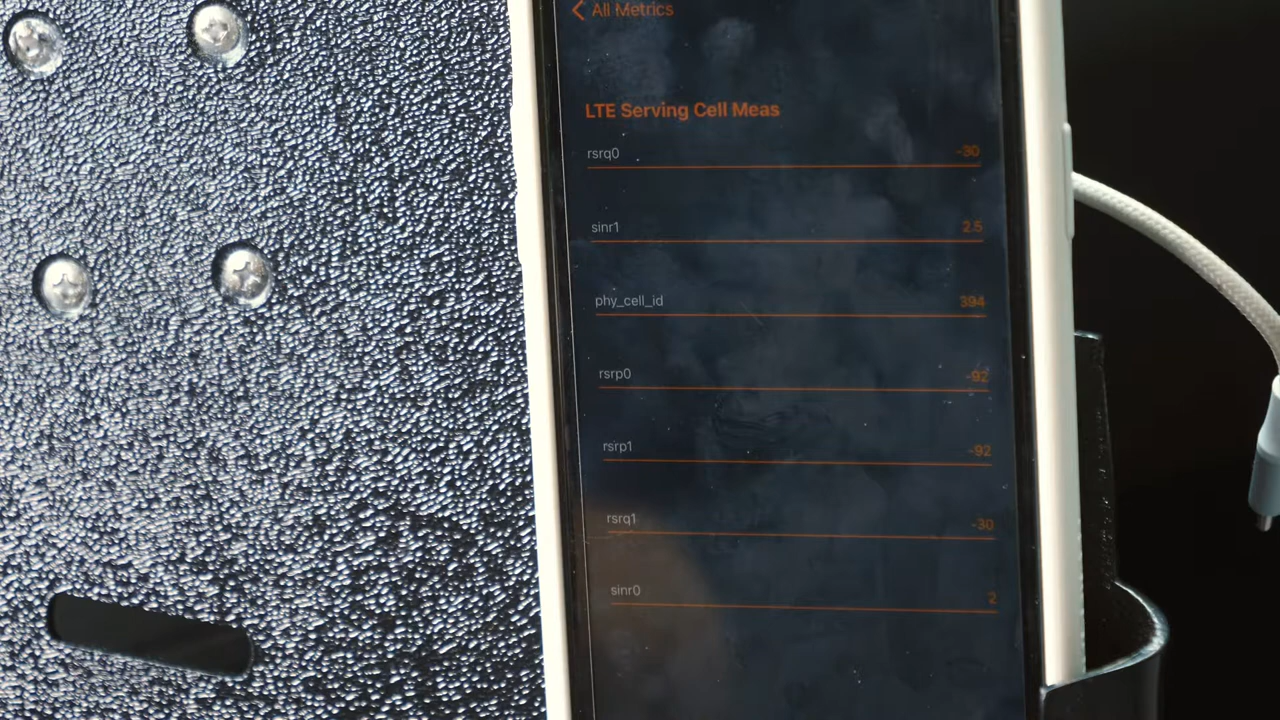 All Metrics
LTE Serving Cell Meas
rsrq0 -30
sinr1 2.5
phy_cell_id 394
rsrp0 -92
rsrp1 -92
rsrq1 -30
sinr0 2